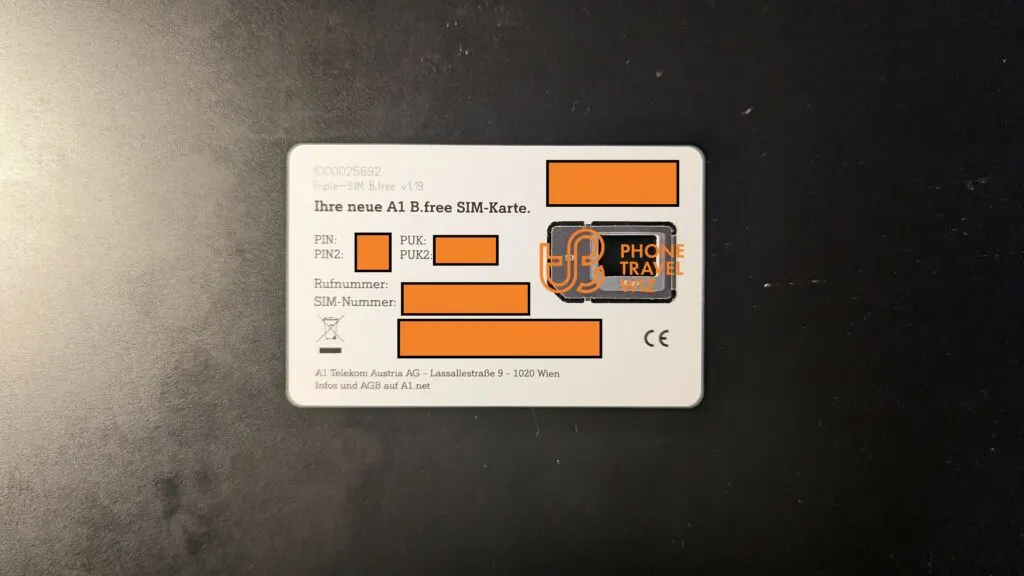 1000025692
Triple-SIM B.free v1.19
Ihre neue A1 B.free SIM-Karte.
PIN: PUK:
PIN2: PUK2:
Rufnummer:
SIM-Nummer:
PHONE
TRAVEL
WIZ
CE
A1 Telekom Austria AG - Lassallestraße 9 - 1020 Wien
Infos und AGB auf A1.net